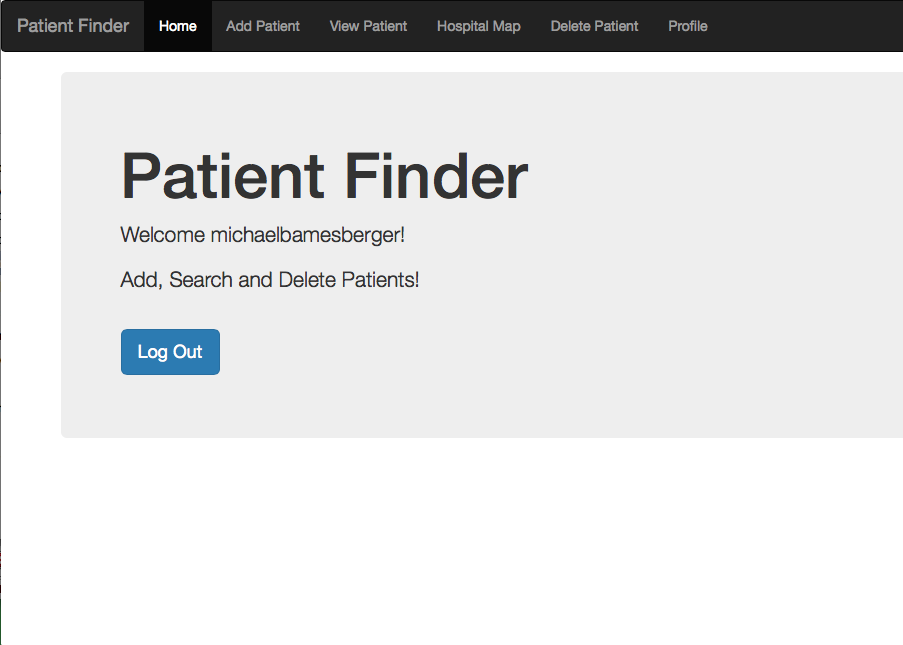 Patient Finder Home Add Patient View Patient Hospital Map Delete Patient Profile
Patient Finder
Welcome michaelbamesberger!
Add, Search and Delete Patients!
Log Out